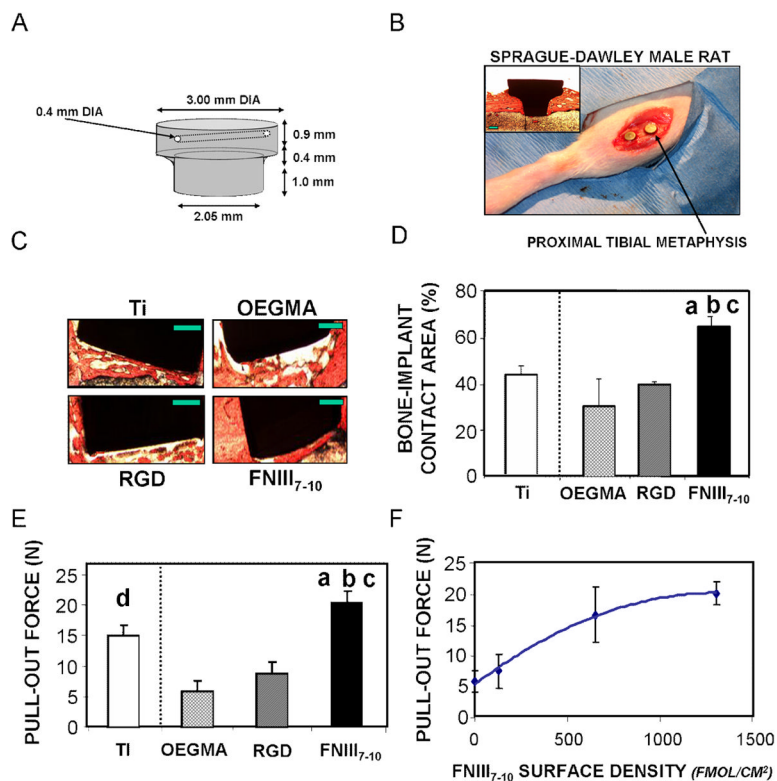 A
3.00 mm DIA
0.4 mm DIA
0.9 mm
0.4 mm
1.0 mm
2.05 mm
B
SPRAGUE-DAWLEY MALE RAT
PROXIMAL TIBIAL METAPHYSIS
C
Ti
OEGMA
RGD
FNIII7-10
D
BONE-IMPLANT
CONTACT AREA (%)
80
60
40
20
0
a b c
Ti
OEGMA
RGD
FNIII7-10
E
PULL-OUT FORCE (N)
25
20
15
10
5
0
d
a b c
TI
OEGMA
RGD
FNIII7-10
F
PULL-OUT FORCE (N)
25
20
15
10
5
0
0
500
1000
1500
FNIII7-10 SURFACE DENSITY (FMOL/CM²)